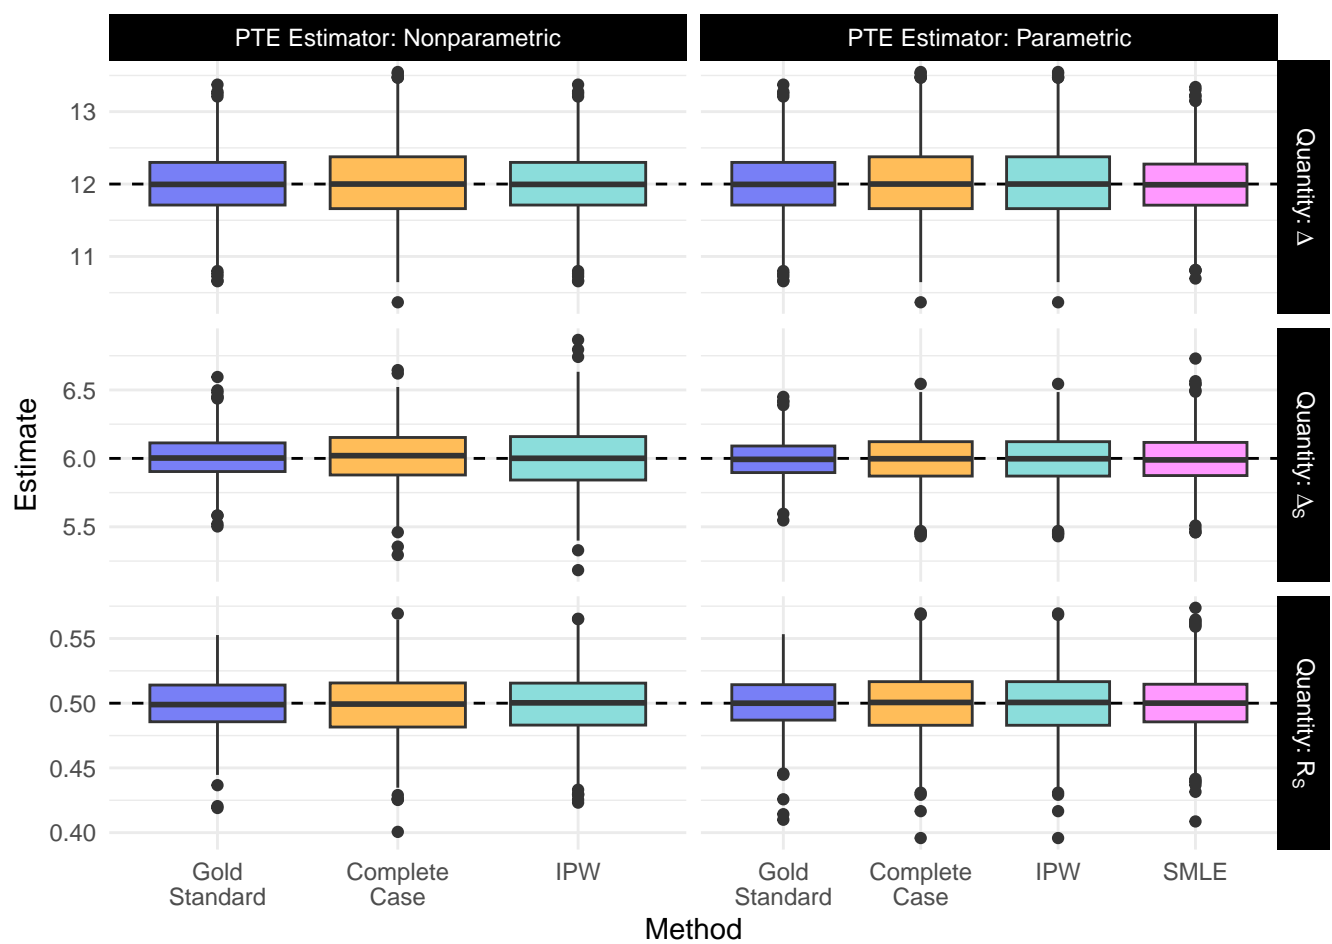 PTE Estimator: Nonparametric
PTE Estimator: Parametric
13
12
11
Quantity: Δ
6.5
6.0
5.5
Quantity: Δ_S
0.55
0.50
0.45
0.40
Quantity: R_S
Estimate
Gold
Standard
Complete
Case
IPW
Gold
Standard
Complete
Case
IPW
SMLE
Method